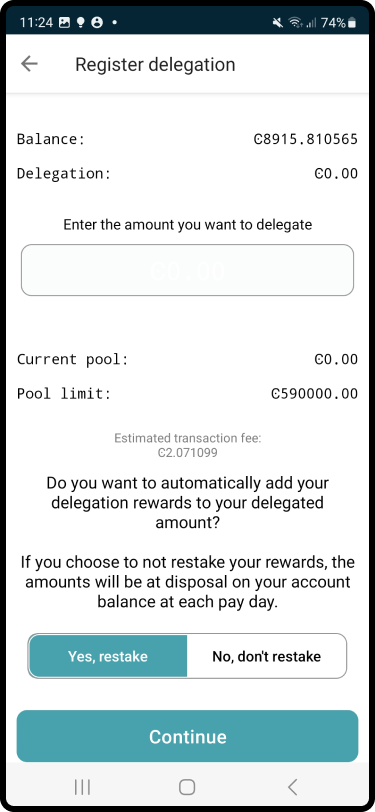 11:24 74%
Register delegation
Balance: Ͼ8915.810565
Delegation: Ͼ0.00
Enter the amount you want to delegate
Ͼ0.00
Current pool: Ͼ0.00
Pool limit: Ͼ590000.00
Estimated transaction fee:
Ͼ2.071099
Do you want to automatically add your
delegation rewards to your delegated
amount?
If you choose to not restake your rewards, the
amounts will be at disposal on your account
balance at each pay day.
Yes, restake No, don't restake
Continue